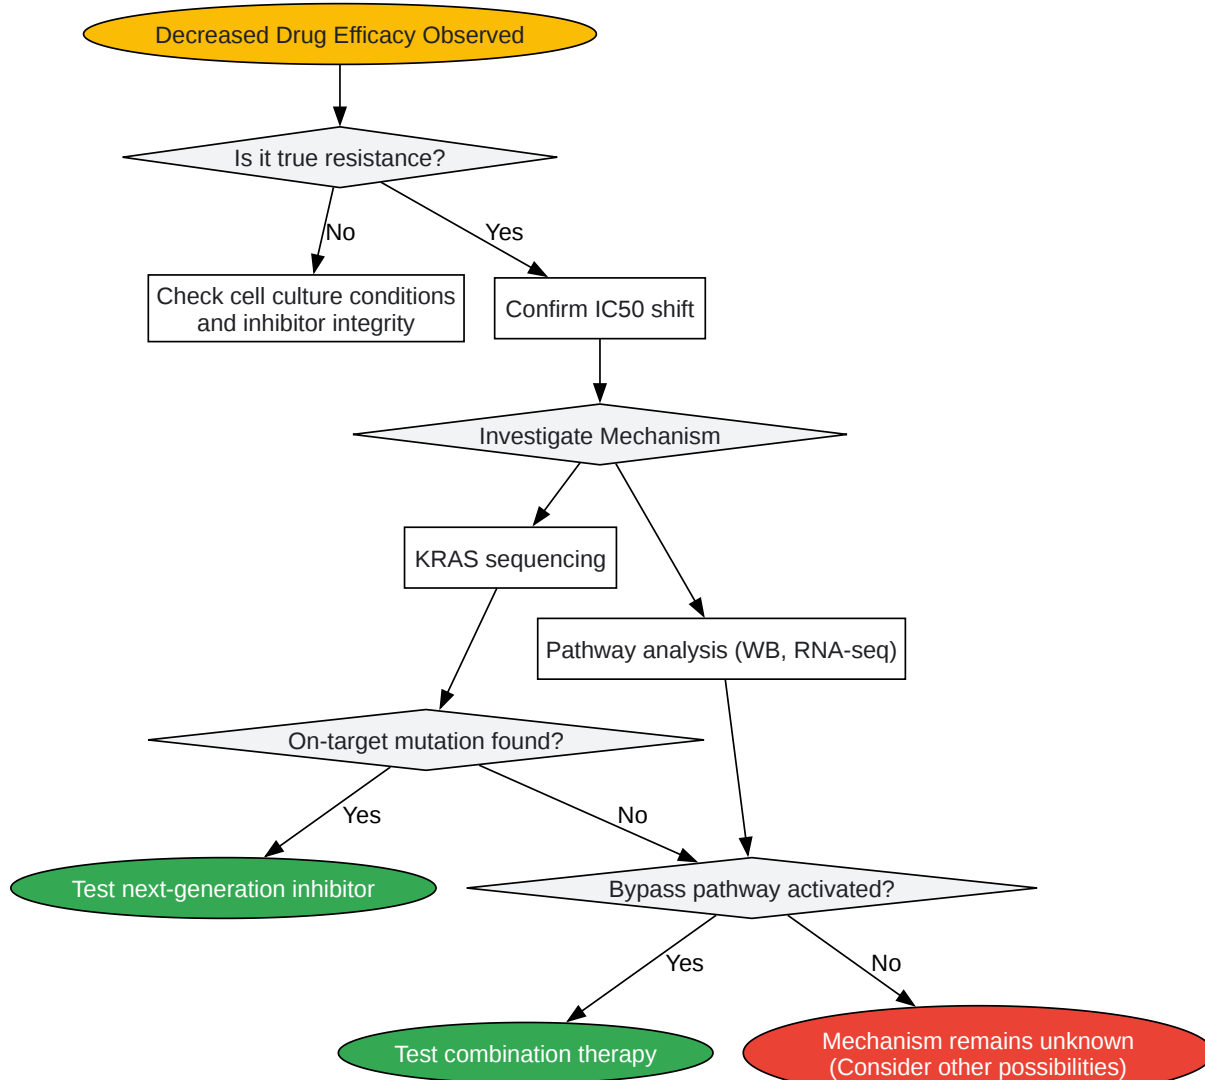 Decreased Drug Efficacy Observed
Is it true resistance?
No
Yes
Check cell culture conditions
and inhibitor integrity
Confirm IC50 shift
Investigate Mechanism
KRAS sequencing
Pathway analysis (WB, RNA-seq)
On-target mutation found?
Yes
No
Test next-generation inhibitor
Bypass pathway activated?
Yes
No
Test combination therapy
Mechanism remains unknown
(Consider other possibilities)